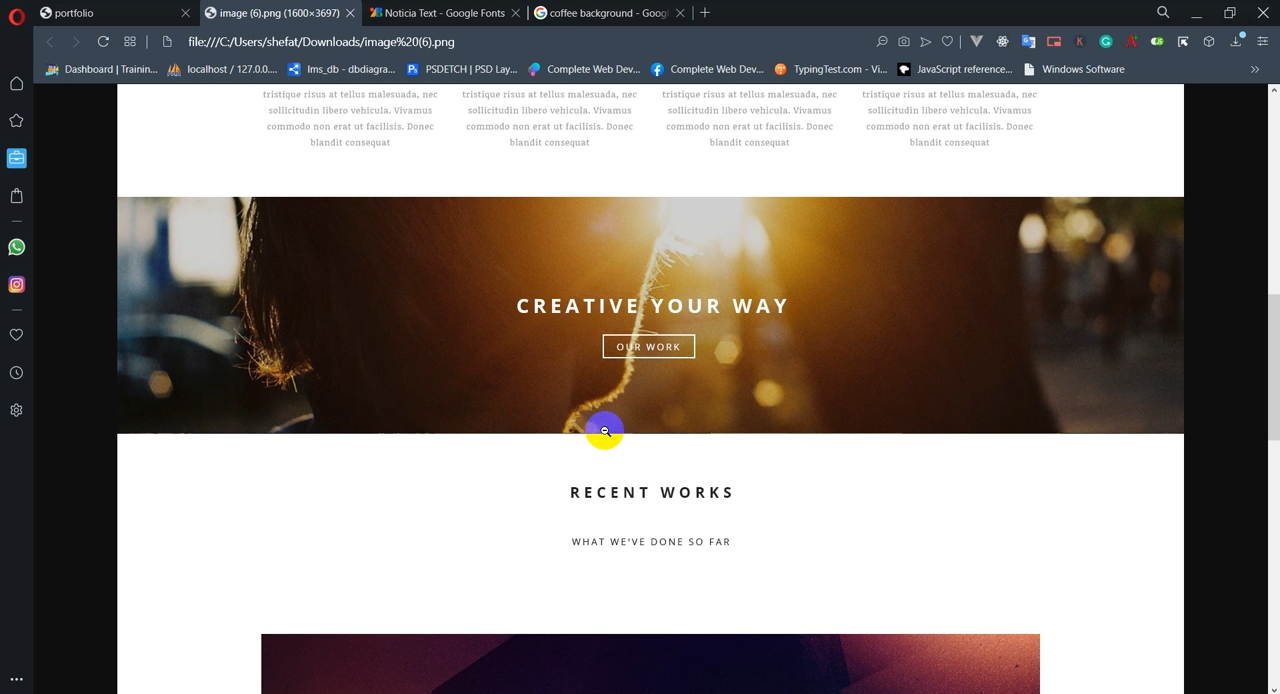 portfolio
image (6).png (1600×3697)
Noticia Text - Google Fonts
coffee background - Goog
file:///C:/Users/shefat/Downloads/image%20(6).png
Dashboard | Trainin...
localhost / 127.0.0....
lms_db - dbdiagra...
PSDETCH | PSD Lay...
Complete Web Dev...
Complete Web Dev...
TypingTest.com - Vi...
JavaScript reference...
Windows Software
tristique risus at tellus malesuada, nec
sollicitudin libero vehicula. Vivamus
commodo non erat ut facilisis. Donec
blandit consequat
tristique risus at tellus malesuada, nec
sollicitudin libero vehicula. Vivamus
commodo non erat ut facilisis. Donec
blandit consequat
tristique risus at tellus malesuada, nec
sollicitudin libero vehicula. Vivamus
commodo non erat ut facilisis. Donec
blandit consequat
tristique risus at tellus malesuada, nec
sollicitudin libero vehicula. Vivamus
commodo non erat ut facilisis. Donec
blandit consequat
CREATIVE YOUR WAY
OUR WORK
RECENT WORKS
WHAT WE'VE DONE SO FAR